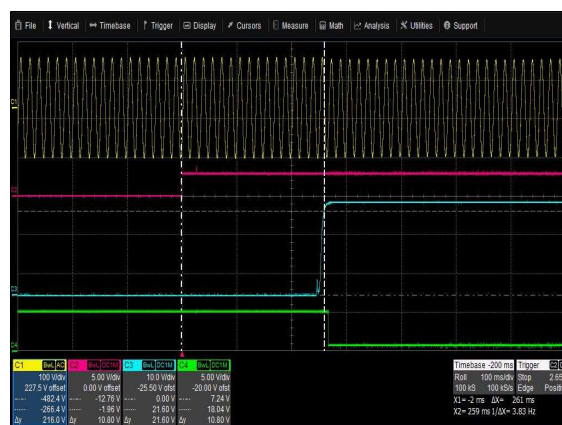 File Vertical Timebase Trigger Display Cursors Measure Math Analysis Utilities Support
C1
C2
C3
C4
C1 BwL AC C2 BwL DC1M C3 BwL DC1M C4 BwL DC1M Timebase -200 ms Trigger C2
100 V/div 5.00 V/div 10.0 V/div 5.00 V/div Roll 100 ms/div Stop 2.65
227.5 V offset 0.00 V offset -25.50 V ofst -20.00 V ofst 100 kS 100 kS/s Edge Positi
-482.4 V -12.76 V 0.00 V 7.24 V X1= -2 ms ΔX= 261 ms
-266.4 V -1.96 V 21.60 V 18.04 V X2= 259 ms 1/ΔX= 3.83 Hz
Δy 216.0 V Δy 10.80 V Δy 21.60 V Δy 10.80 V